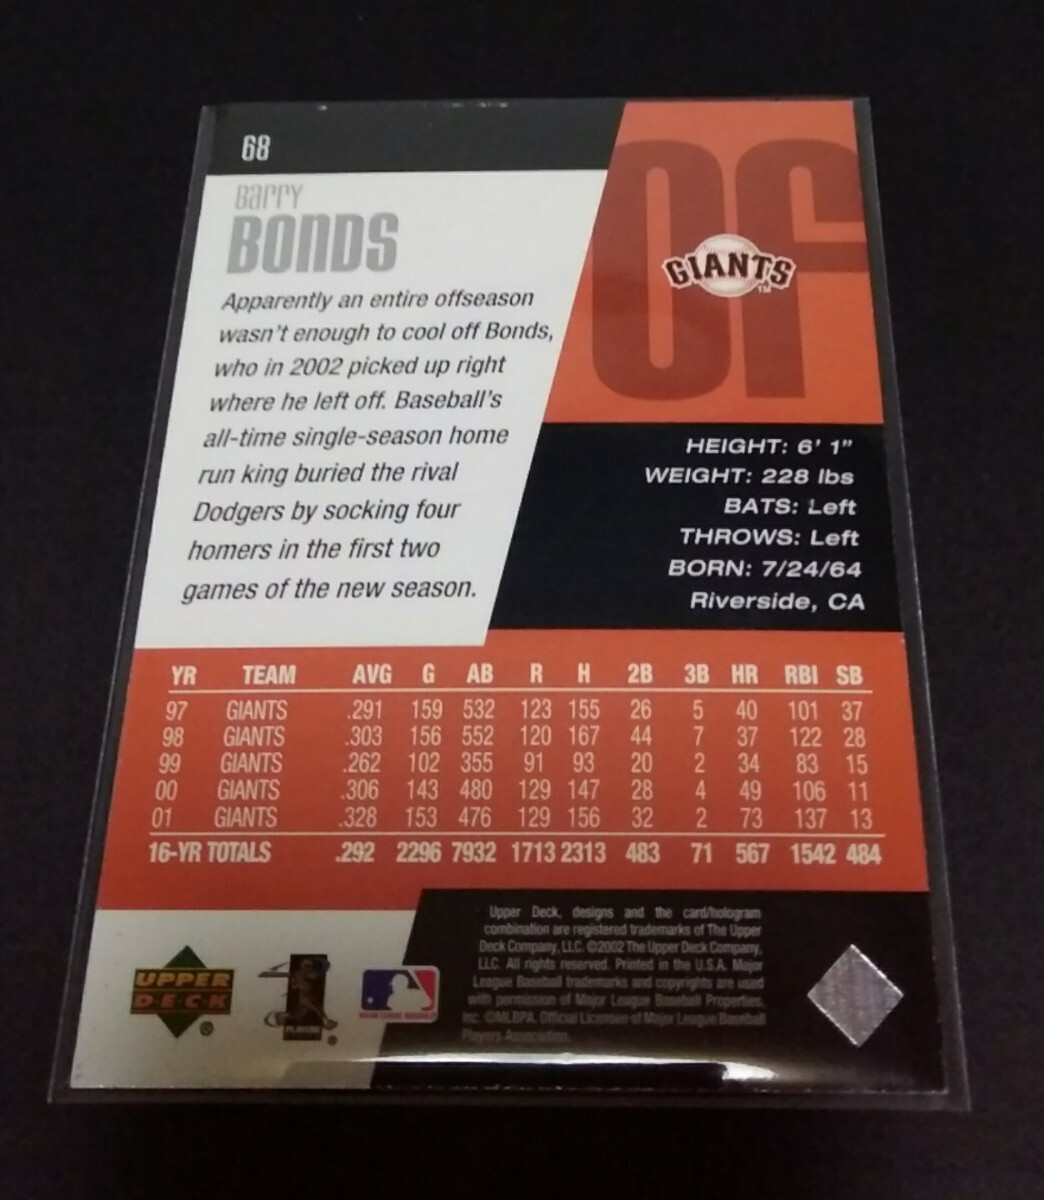 68
Barry
BONDS
OF
GIANTS
TM
Apparently an entire offseason
wasn't enough to cool off Bonds,
who in 2002 picked up right
where he left off. Baseball's
all-time single-season home
run king buried the rival
Dodgers by socking four
homers in the first two
games of the new season.
HEIGHT: 6' 1"
WEIGHT: 228 lbs
BATS: Left
THROWS: Left
BORN: 7/24/64
Riverside, CA
YR TEAM AVG G AB R H 2B 3B HR RBI SB
97 GIANTS .291 159 532 123 155 26 5 40 101 37
98 GIANTS .303 156 552 120 167 44 7 37 122 28
99 GIANTS .262 102 355 91 93 20 2 34 83 15
00 GIANTS .306 143 480 129 147 28 4 49 106 11
01 GIANTS .328 153 476 129 156 32 2 73 137 13
16-YR TOTALS .292 2296 7932 1713 2313 483 71 567 1542 484
Upper Deck, designs and the card/hologram
combination are registered trademarks of The Upper
Deck Company, LLC. ©2002 The Upper Deck Company,
LLC. All rights reserved. Printed in the U.S.A. Major
League Baseball trademarks and copyrights are used
with permission of Major League Baseball Properties,
Inc. ©MLBPA. Official Licensee of Major League Baseball
Players Association.
UPPER
DECK
®
PLAYERS
®
MAJOR LEAGUE BASEBALL